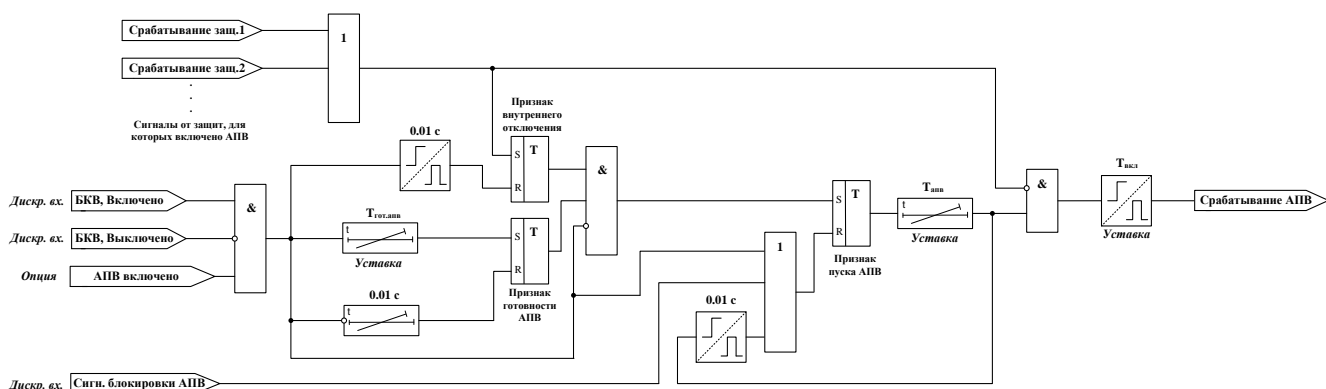 Срабатывание защ.1
1
Срабатывание защ.2
.
.
.
Сигналы от защит, для
которых включено АПВ
Признак
внутреннего
отключения
0.01 с
S
T
R
&
Tвкл
&
Срабатывание АПВ
Уставка
Дискр. вх.
БКВ, Включено
&
Дискр. вх.
БКВ, Выключено
Опция
АПВ включено
Tгот.апв
t
Уставка
S
T
R
Признак
готовности
АПВ
0.01 с
t
S
T
R
Признак
пуска АПВ
Tапв
t
Уставка
1
0.01 с
Дискр. вх.
Сигн. блокировки АПВ